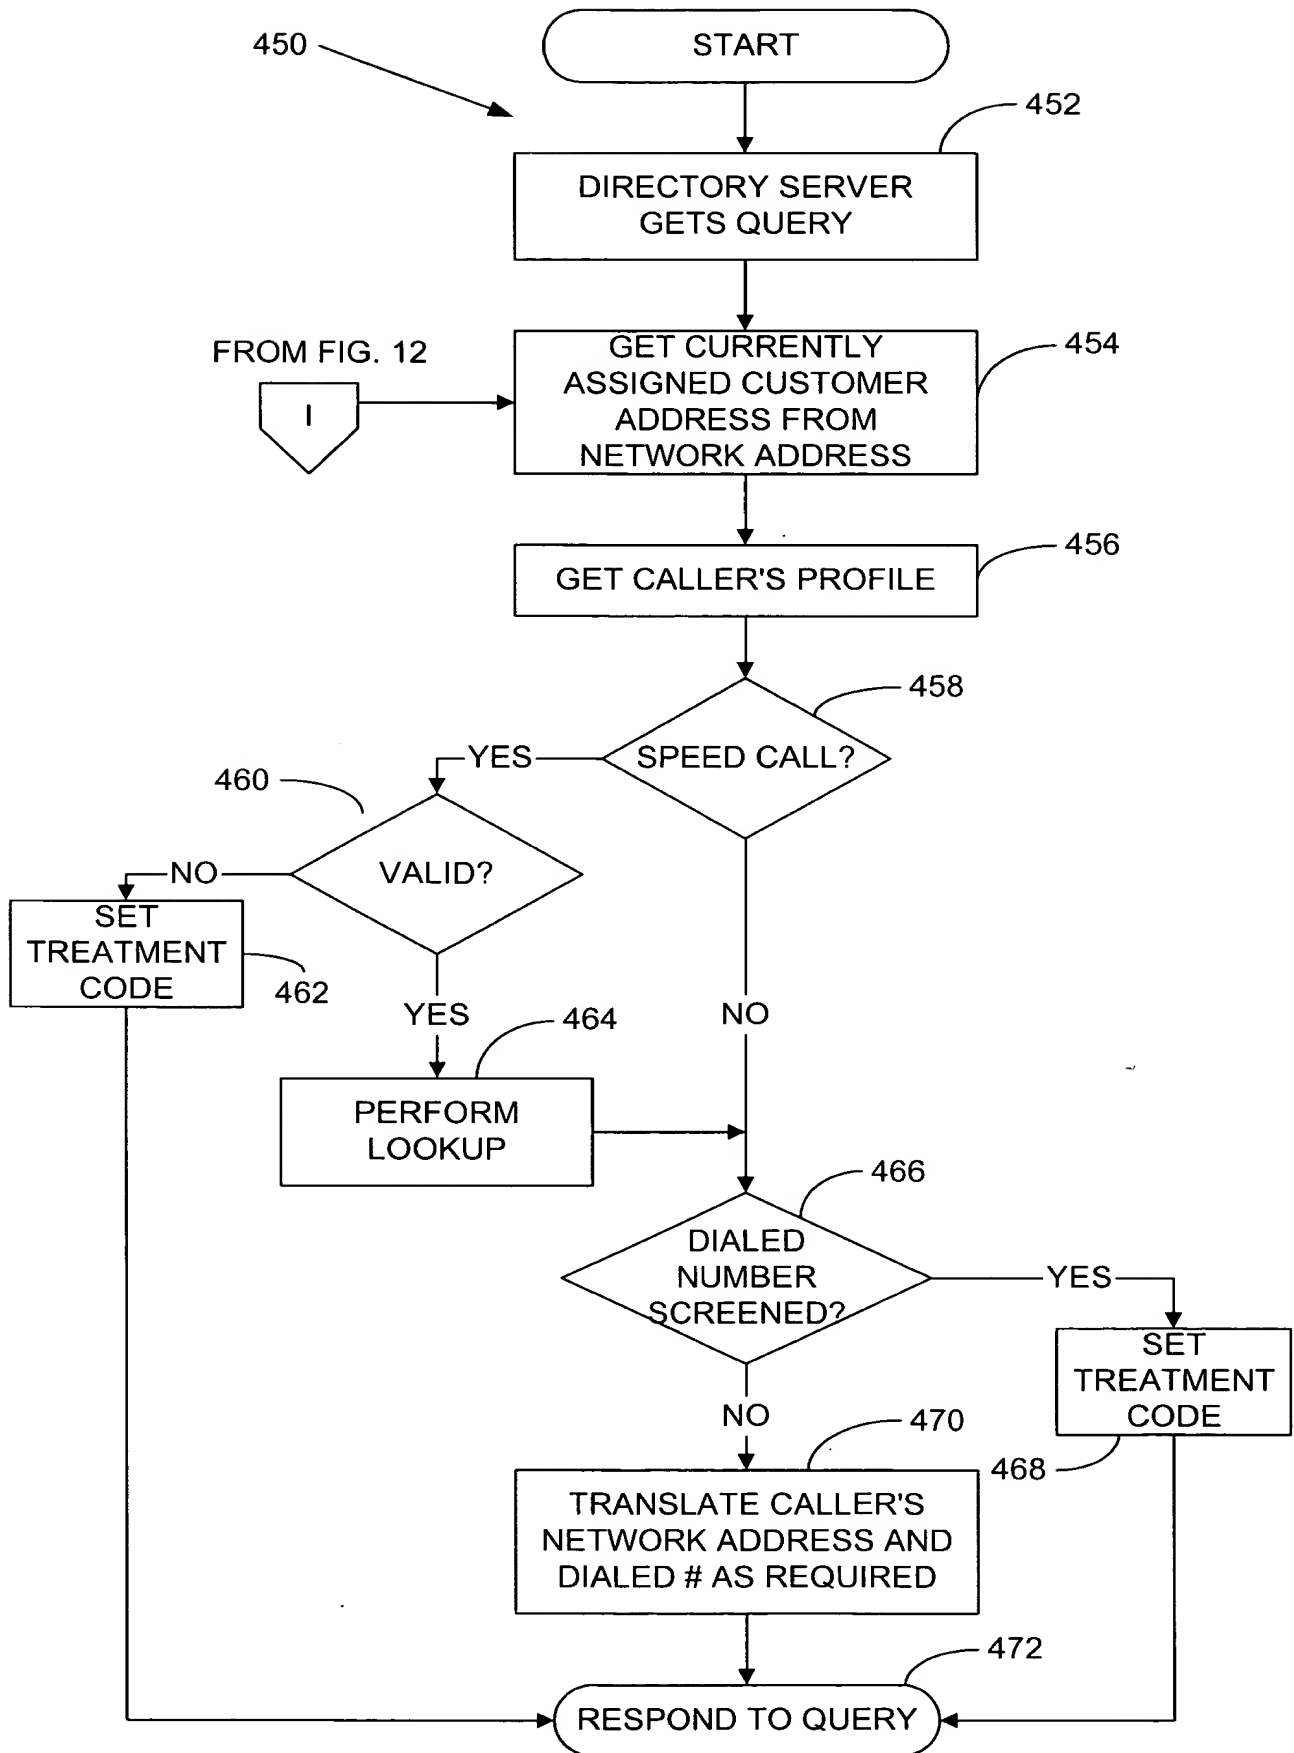 450
START
452
DIRECTORY SERVER
GETS QUERY
FROM FIG. 12
I
GET CURRENTLY
ASSIGNED CUSTOMER
ADDRESS FROM
NETWORK ADDRESS
454
GET CALLER'S PROFILE
456
458
SPEED CALL?
YES
460
VALID?
NO
SET
TREATMENT
CODE
462
YES
NO
464
PERFORM
LOOKUP
466
DIALED
NUMBER
SCREENED?
YES
SET
TREATMENT
CODE
468
NO
470
TRANSLATE CALLER'S
NETWORK ADDRESS AND
DIALED # AS REQUIRED
472
RESPOND TO QUERY